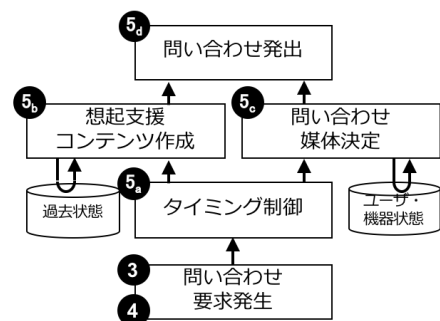 5d
問い合わせ発出
5b
想起支援
コンテンツ作成
5c
問い合わせ
媒体決定
5a
過去状態
タイミング制御
ユーザ・
機器状態
3
問い合わせ
4
要求発生